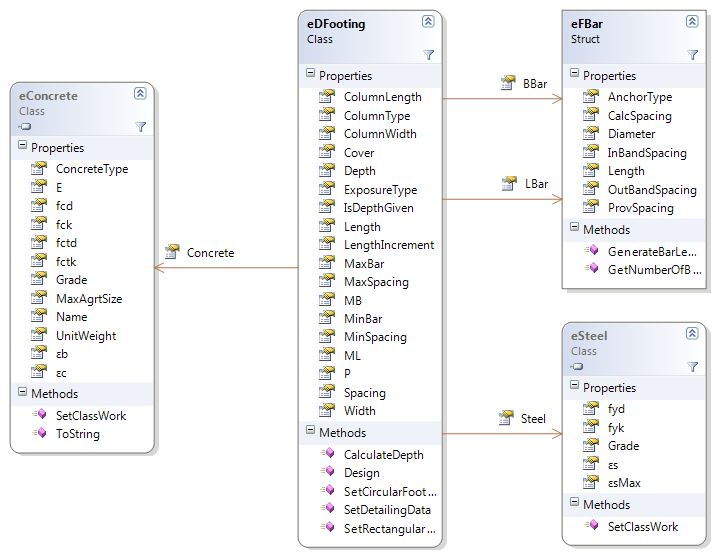 eConcrete
Class
Properties
ConcreteType
E
fcd
fck
fctd
fctk
Grade
MaxAgrtSize
Name
UnitWeight
εb
εc
Methods
SetClassWork
ToString
Concrete
eDFooting
Class
Properties
ColumnLength
ColumnType
ColumnWidth
Cover
Depth
ExposureType
IsDepthGiven
Length
LengthIncrement
MaxBar
MaxSpacing
MB
MinBar
MinSpacing
ML
P
Spacing
Width
Methods
CalculateDepth
Design
SetCircularFoot...
SetDetailingData
SetRectangular...
BBar
LBar
Steel
eFBar
Struct
Properties
AnchorType
CalcSpacing
Diameter
InBandSpacing
Length
OutBandSpacing
ProvSpacing
Methods
GenerateBarLe...
GetNumberOfB...
eSteel
Class
Properties
fyd
fyk
Grade
εs
εsMax
Methods
SetClassWork